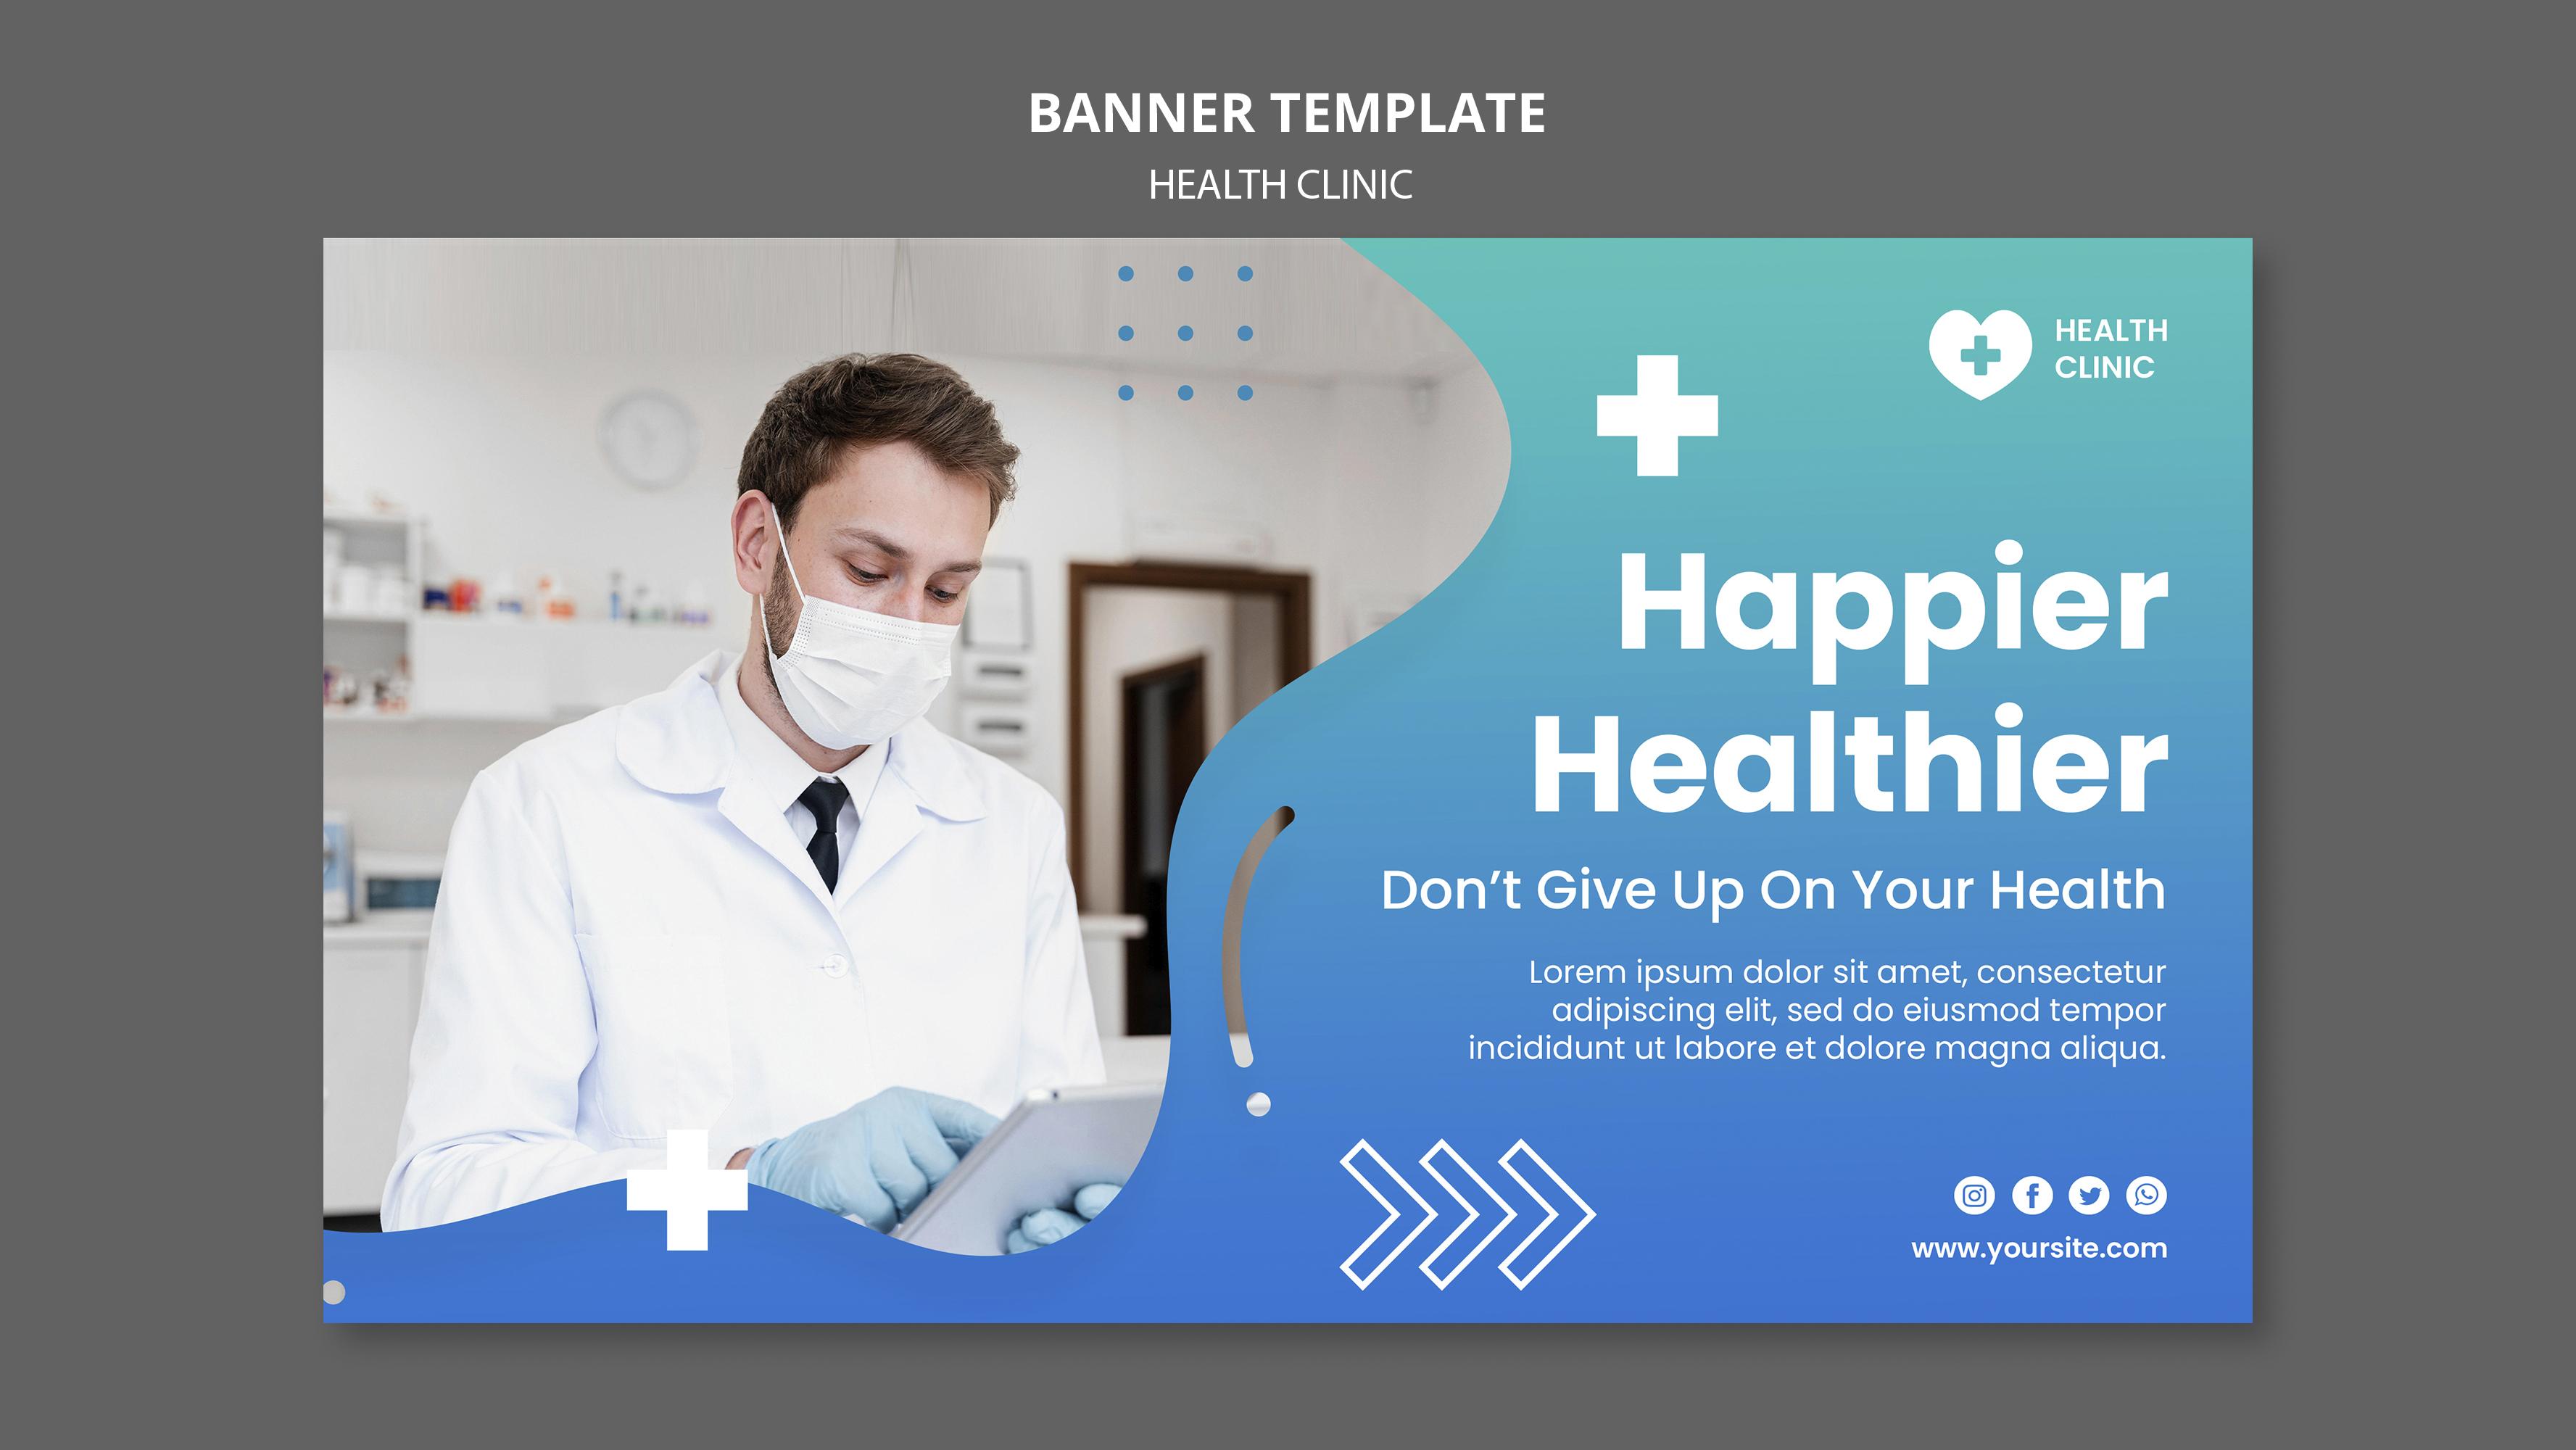 BANNER TEMPLATE
HEALTH CLINIC
HEALTH
CLINIC
Happier
Healthier
Don’t Give Up On Your Health
Lorem ipsum dolor sit amet, consectetur
adipiscing elit, sed do eiusmod tempor
incididunt ut labore et dolore magna aliqua.
www.yoursite.com